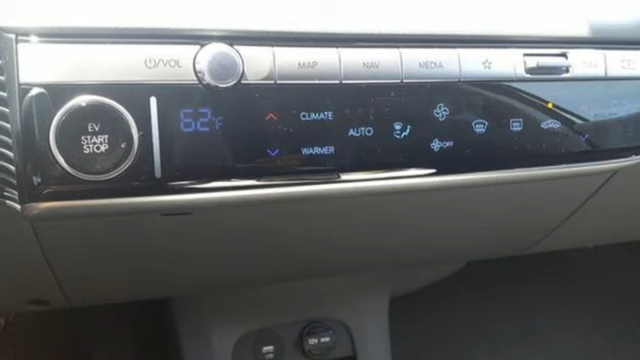 VOL MAP NAV MEDIA
EV
START
STOP
62°F
CLIMATE
AUTO
WARMER
OFF
12V